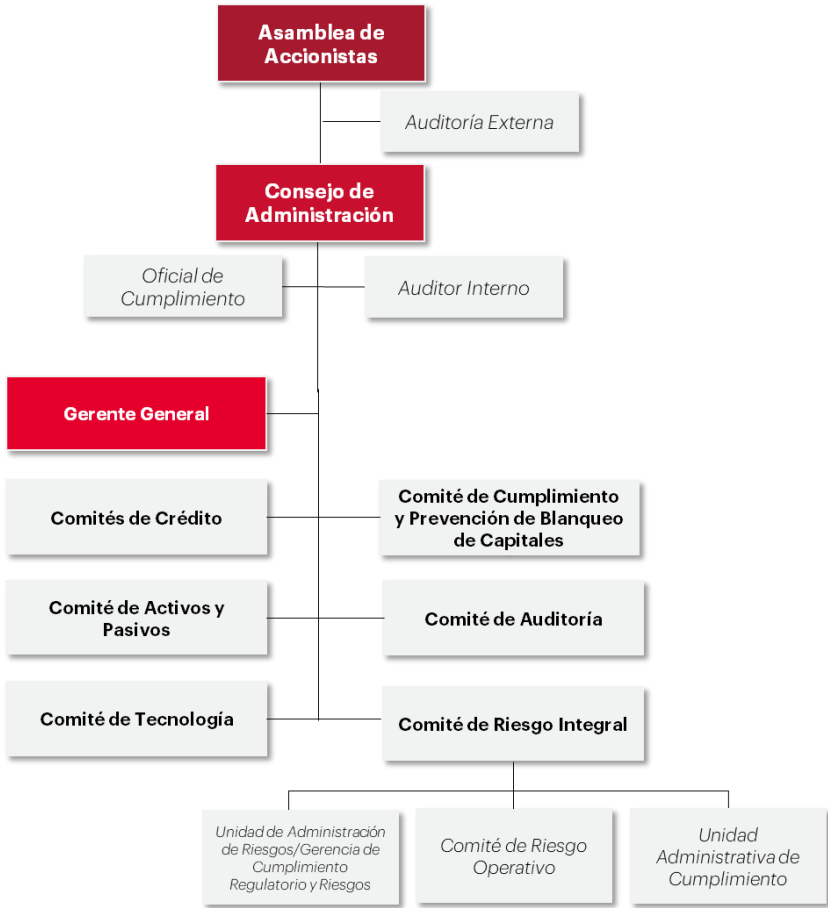 Asamblea de
Accionistas
Auditoría Externa
Consejo de
Administración
Oficial de
Cumplimiento
Auditor Interno
Gerente General
Comités de Crédito
Comité de Cumplimiento
y Prevención de Blanqueo
de Capitales
Comité de Activos y
Pasivos
Comité de Auditoría
Comité de Tecnología
Comité de Riesgo Integral
Unidad de Administración
de Riesgos/Gerencia de
Cumplimiento
Regulatorio y Riesgos
Comité de Riesgo
Operativo
Unidad
Administrativa de
Cumplimiento